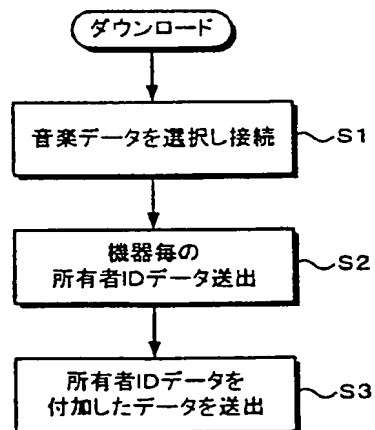 ダウンロード
音楽データを選択し接続
S1
機器毎の
所有者IDデータ送出
S2
所有者IDデータを
付加したデータを送出
S3